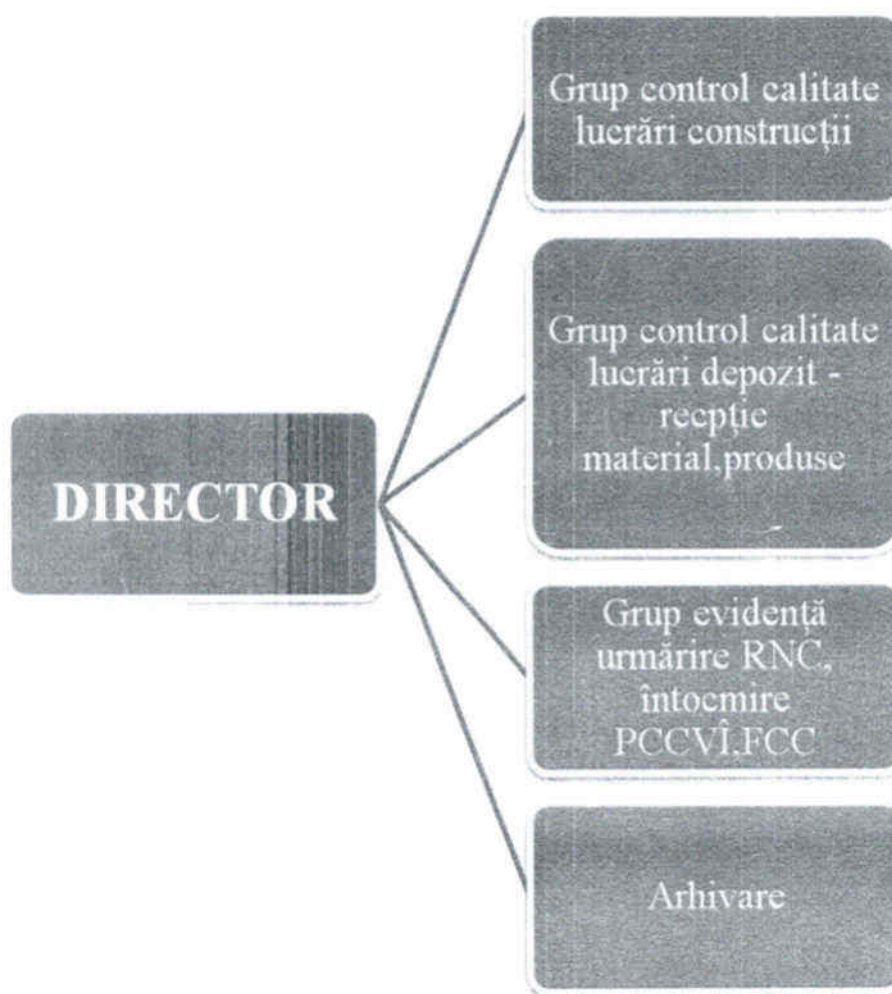 DIRECTOR
Grup control calitate
lucrări construcții
Grup control calitate
lucrări depozit -
recpție
material,produse
Grup evidență
urmărire RNC,
întocmire
PCCVÎ,FCC
Arhivare